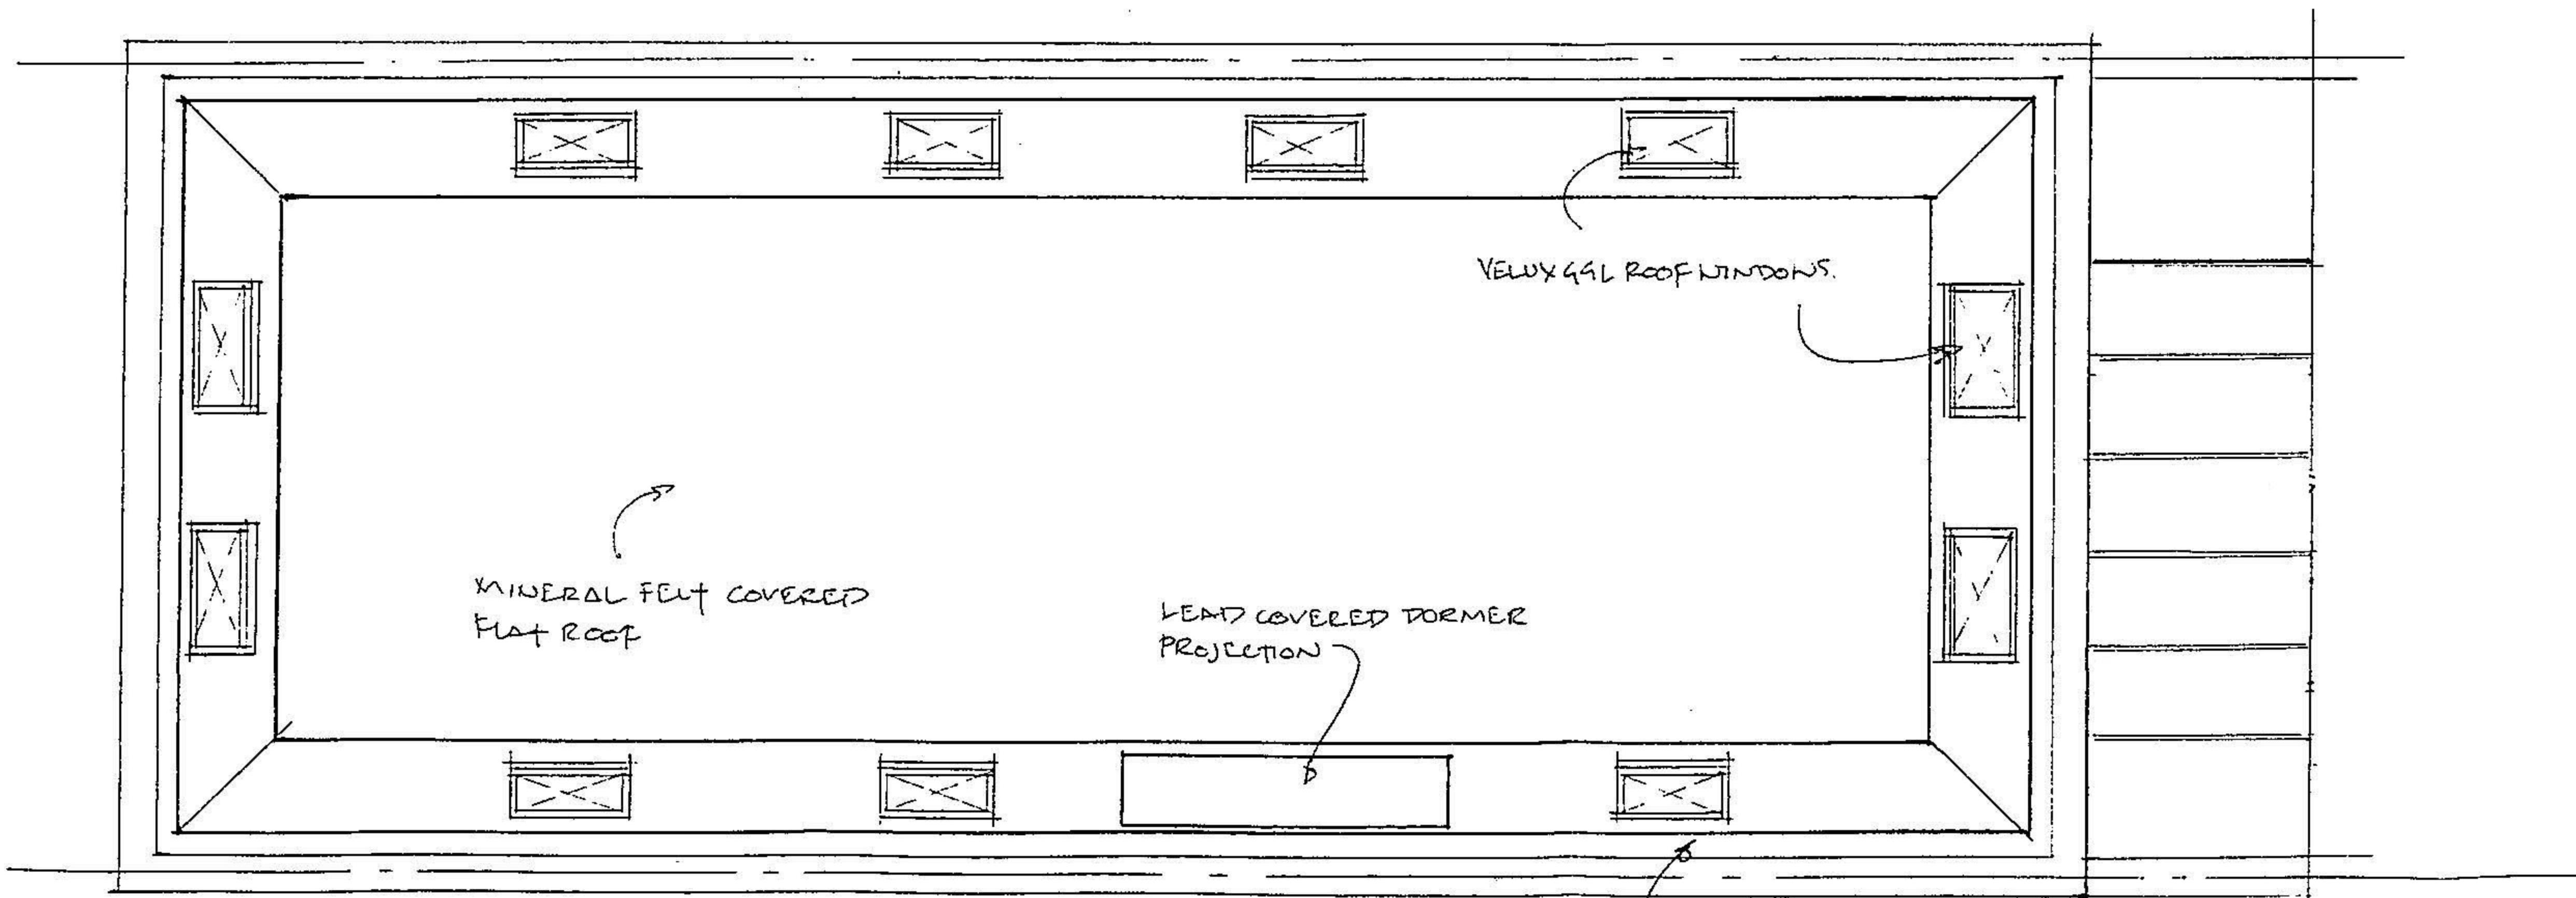 VELUX GGL ROOF WINDOWS.
MINERAL FELT COVERED
FLAT ROOF
LEAD COVERED DORMER
PROJECTION